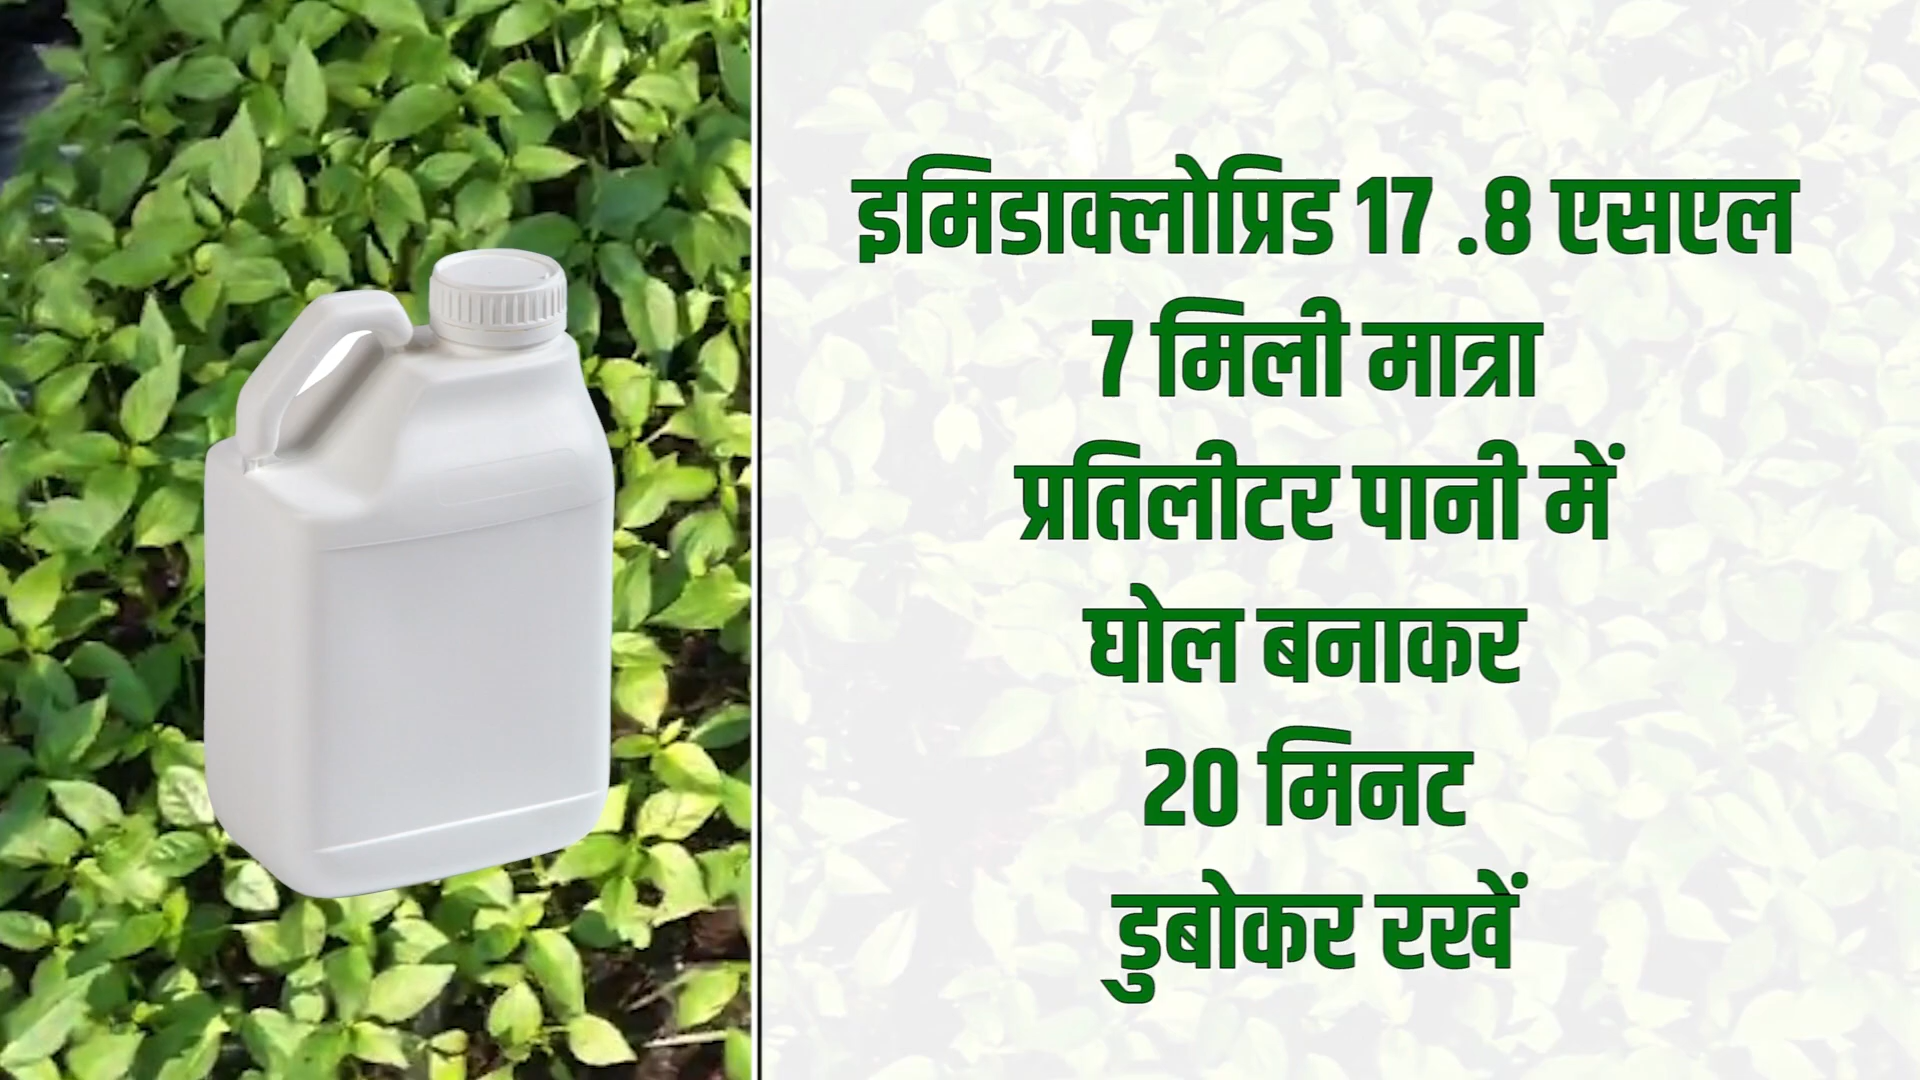 इमिडाक्लोप्रिड 17 .8 एसएल
7 मिली मात्रा
प्रतिलीटर पानी में
घोल बनाकर
20 मिनट
डुबोकर रखें